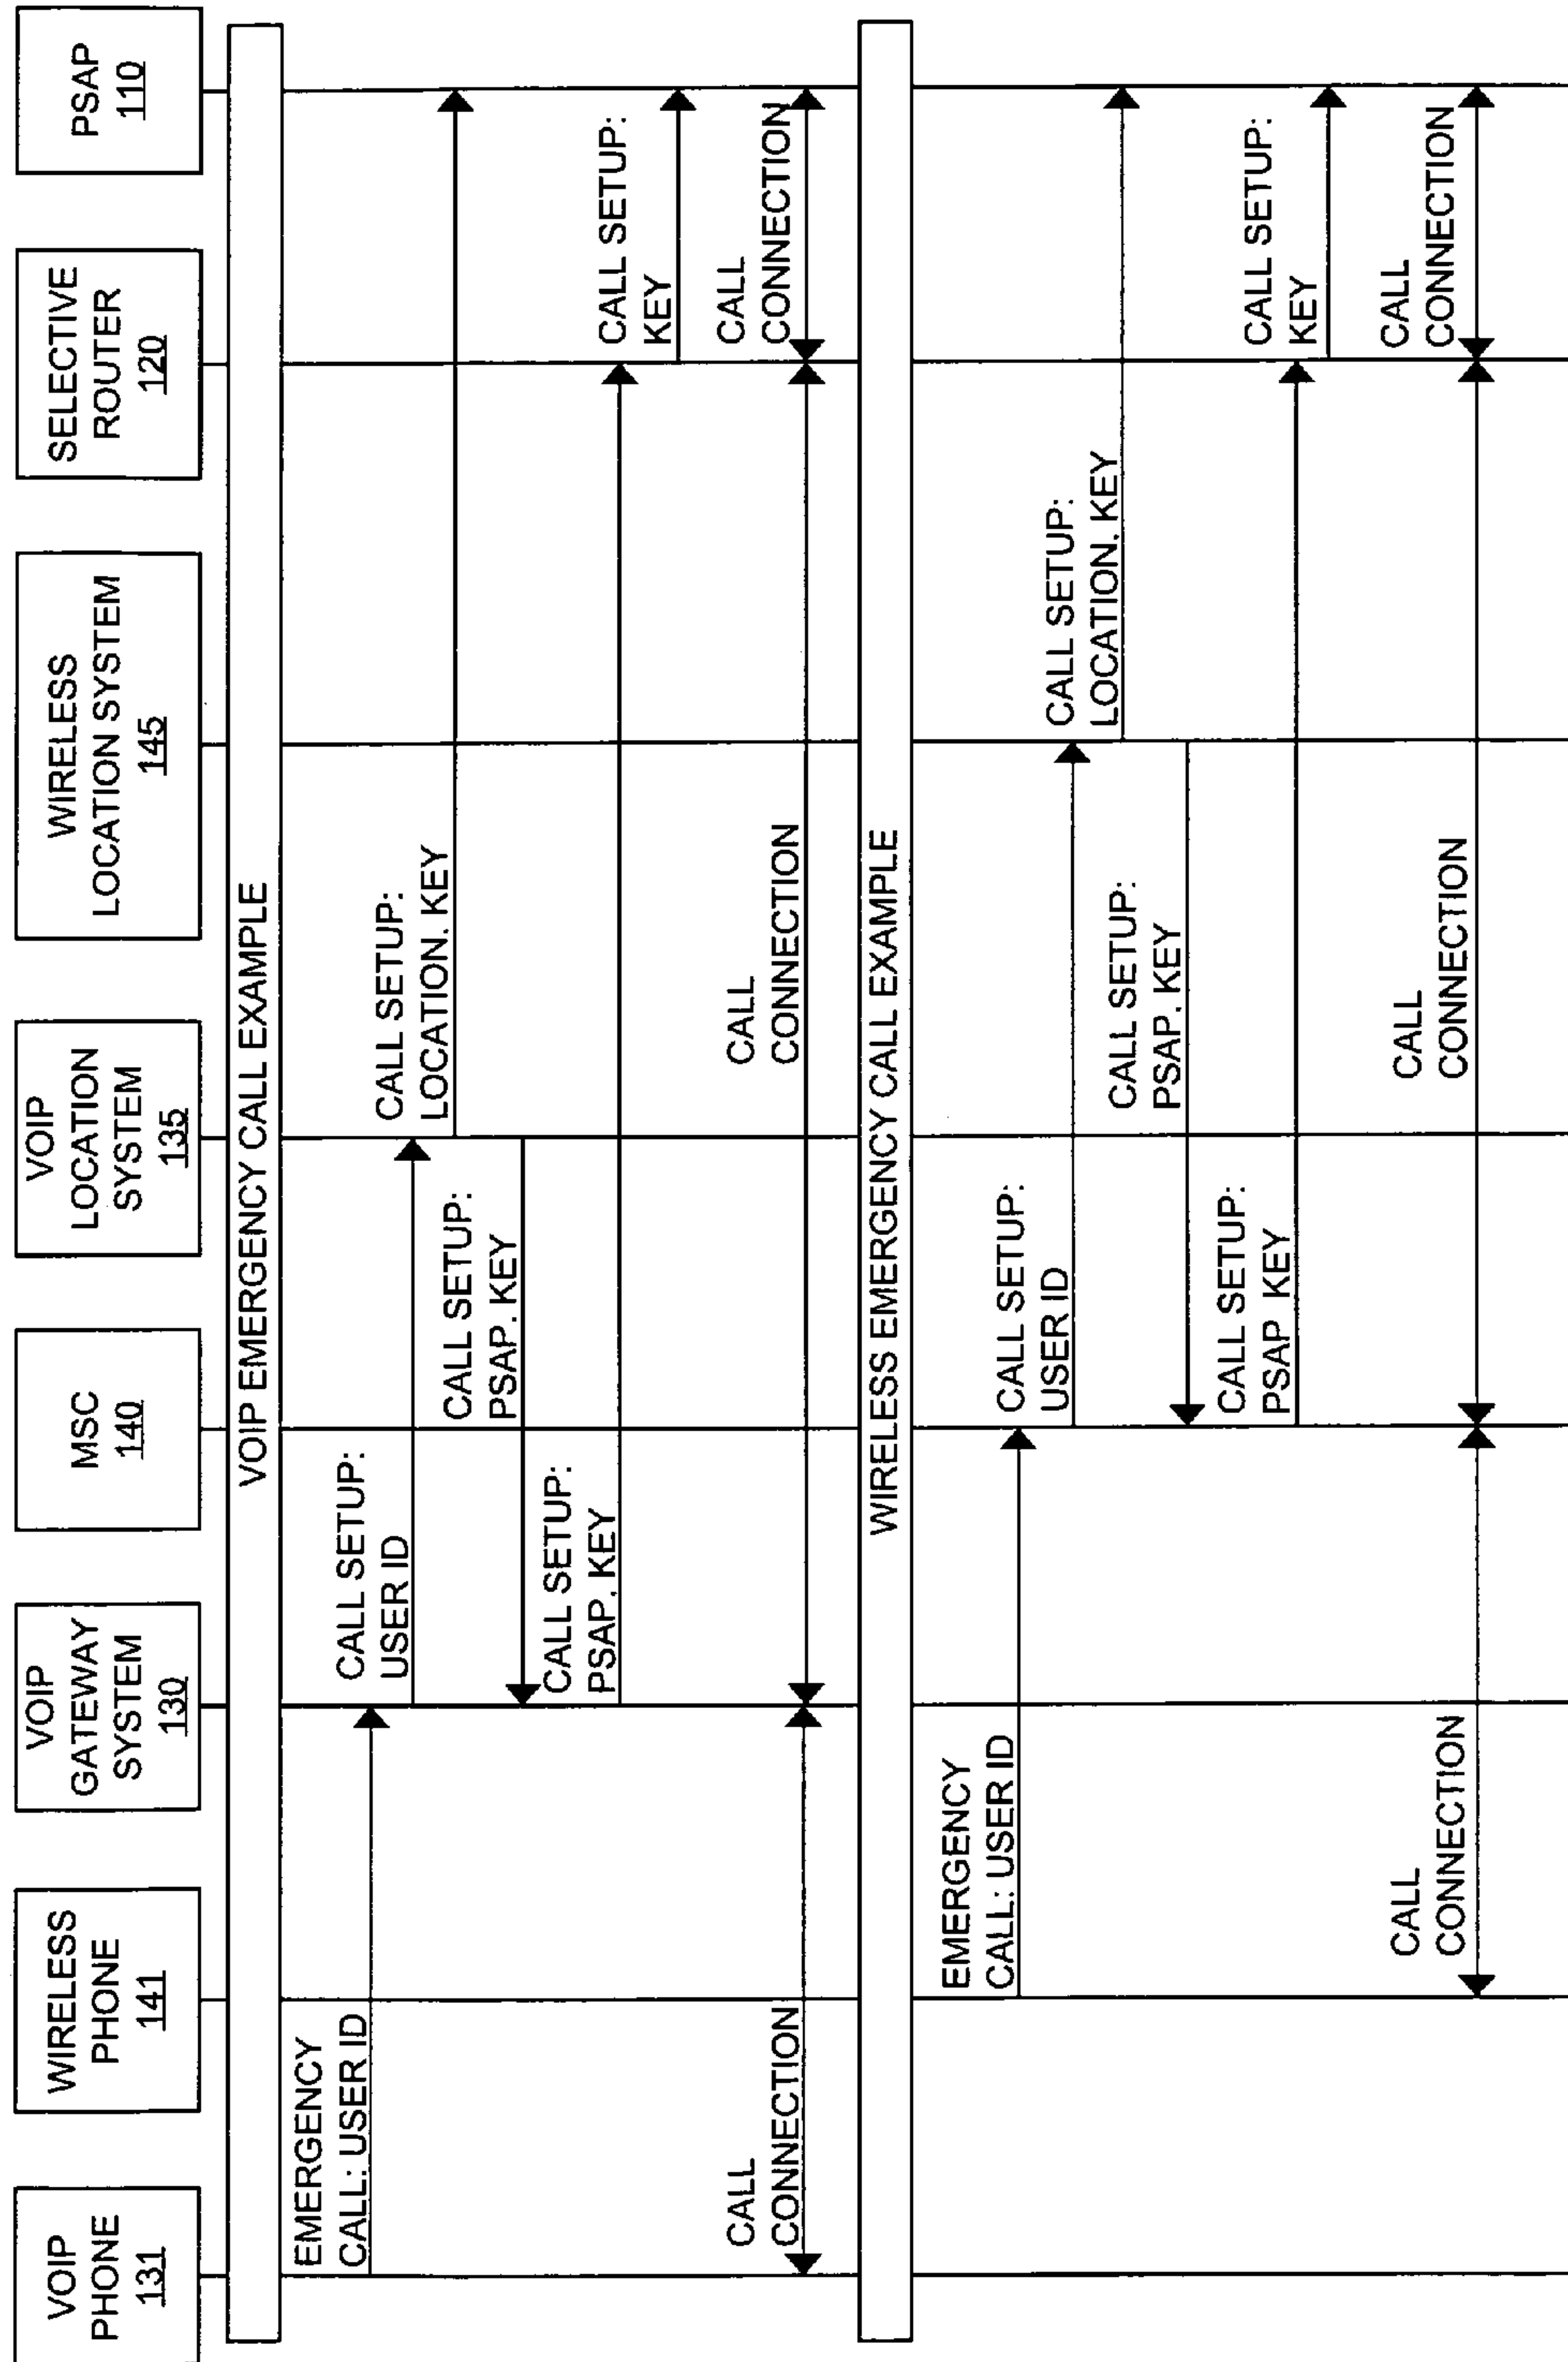 VOIP
PHONE
131
WIRELESS
PHONE
141
VOIP
GATEWAY
SYSTEM
130
MSC
140
VOIP
LOCATION
SYSTEM
135
WIRELESS
LOCATION SYSTEM
145
SELECTIVE
ROUTER
120
PSAP
110
VOIP EMERGENCY CALL EXAMPLE
EMERGENCY
CALL: USER ID
CALL SETUP:
USER ID
CALL SETUP:
LOCATION, KEY
CALL SETUP:
PSAP, KEY
CALL SETUP:
PSAP, KEY
CALL SETUP:
KEY
CALL
CONNECTION
CALL
CONNECTION
CALL
CONNECTION
WIRELESS EMERGENCY CALL EXAMPLE
EMERGENCY
CALL: USER ID
CALL SETUP:
USER ID
CALL SETUP:
LOCATION, KEY
CALL SETUP:
PSAP, KEY
CALL SETUP:
PSAP KEY
CALL SETUP:
KEY
CALL
CONNECTION
CALL
CONNECTION
CALL
CONNECTION